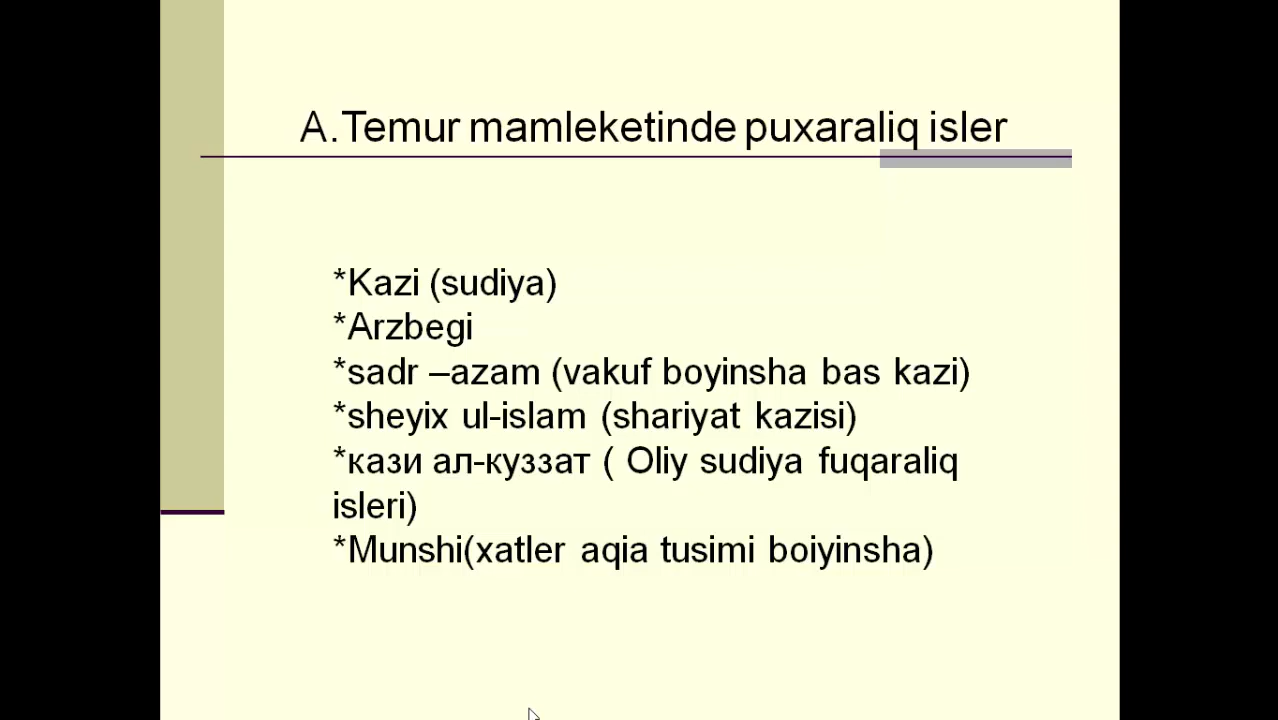 A.Temur mamleketinde puxaraliq isler
*Kazi (sudiya)
*Arzbegi
*sadr –azam (vakuf boyinsha bas kazi)
*sheyix ul-islam (shariyat kazisi)
*кази ал-куззат ( Oliy sudiya fuqaraliq
isleri)
*Munshi(xatler aqia tusimi boiyinsha)